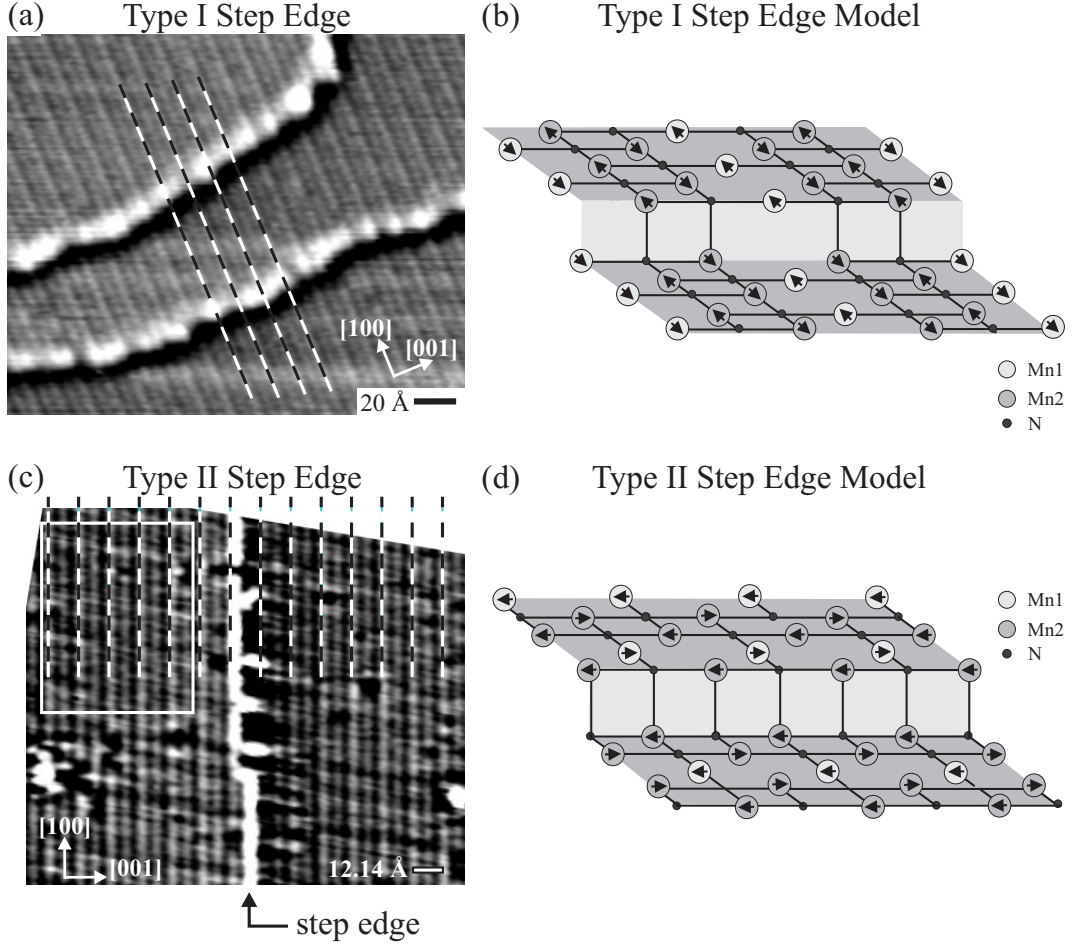 (a) Type I Step Edge
[100]
[001]
20 Å
(b) Type I Step Edge Model
Mn1
Mn2
N
(c) Type II Step Edge
[100]
[001]
12.14 Å
step edge
(d) Type II Step Edge Model
Mn1
Mn2
N